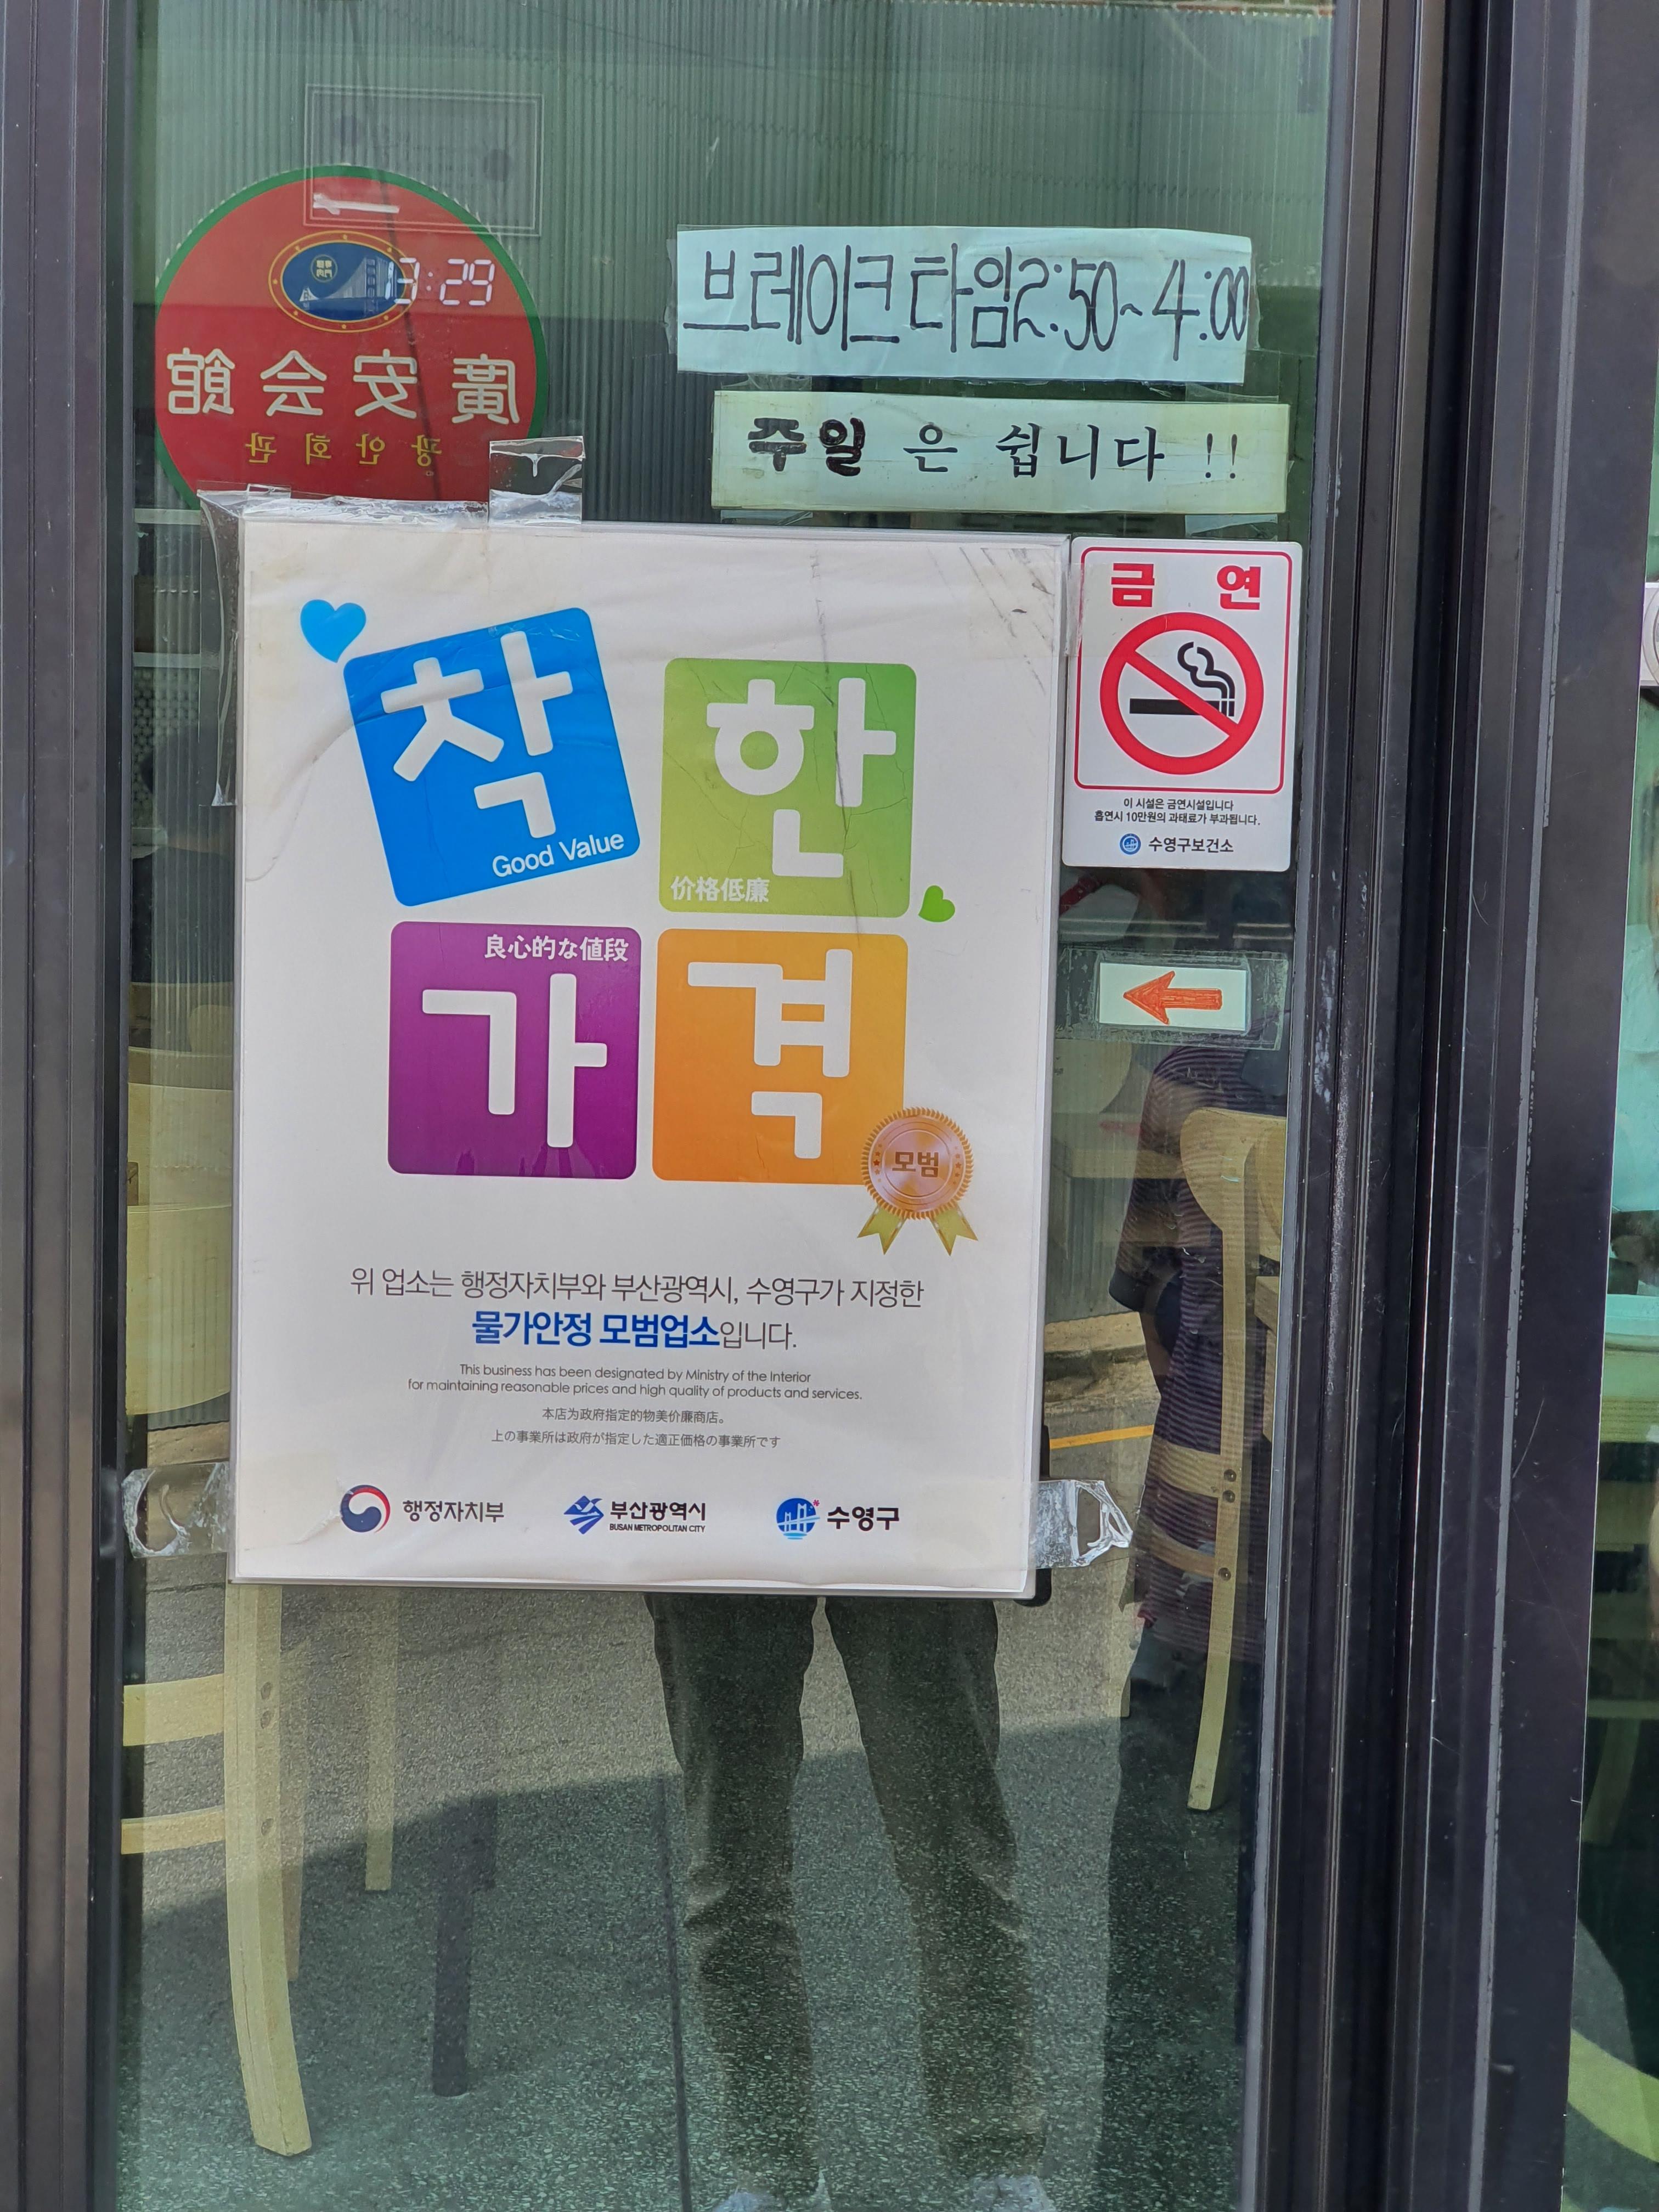 13:29
廣安会館
광안회관
브레이크타임2:50~4:00
주일 은 쉽니다 !!
착한
Good Value
价格低廉
良心的な値段
가격
모범
위 업소는 행정자치부와 부산광역시, 수영구가 지정한
물가안정 모범업소입니다.
This business has been designated by Ministry of the Interior
for maintaining reasonable prices and high quality of products and services.
本店为政府指定的物美价廉商店。
上の事業所は政府が指定した適正価格の事業所です
행정자치부
부산광역시
BUSAN METROPOLITAN CITY
수영구
금연
이 시설은 금연시설입니다
흡연시 10만원의 과태료가 부과됩니다.
수영구보건소